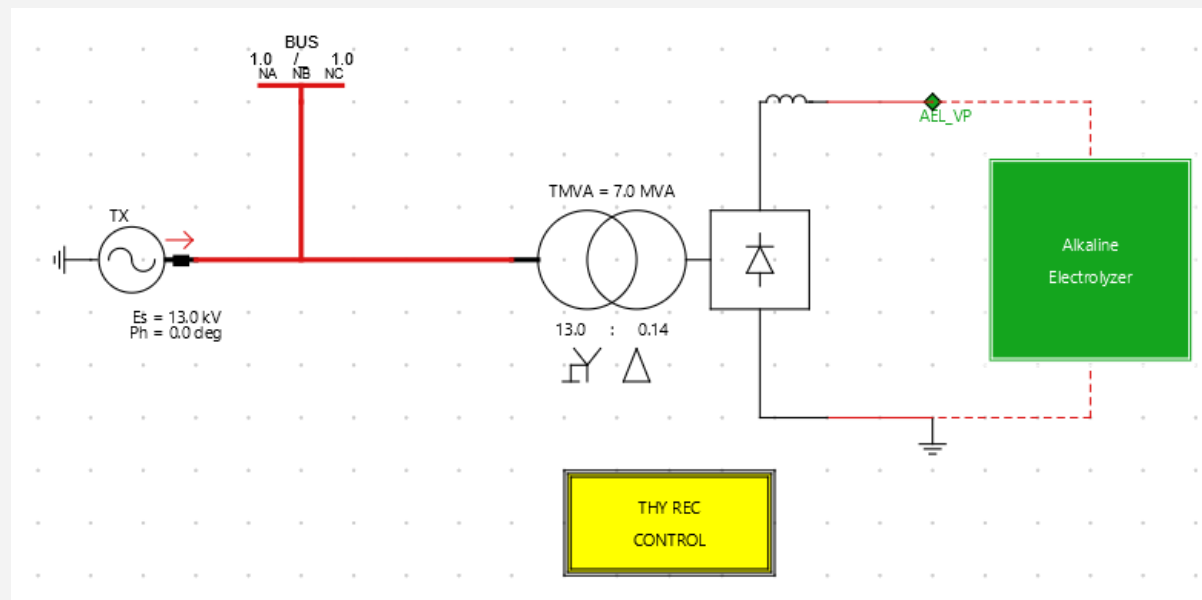 BUS
1.0 /_ 1.0
NA NB NC
TX
Es = 13.0 kV
Ph = 0.0 deg
TMVA = 7.0 MVA
13.0 : 0.14
AEL_VP
Alkaline
Electrolyzer
THY REC
CONTROL